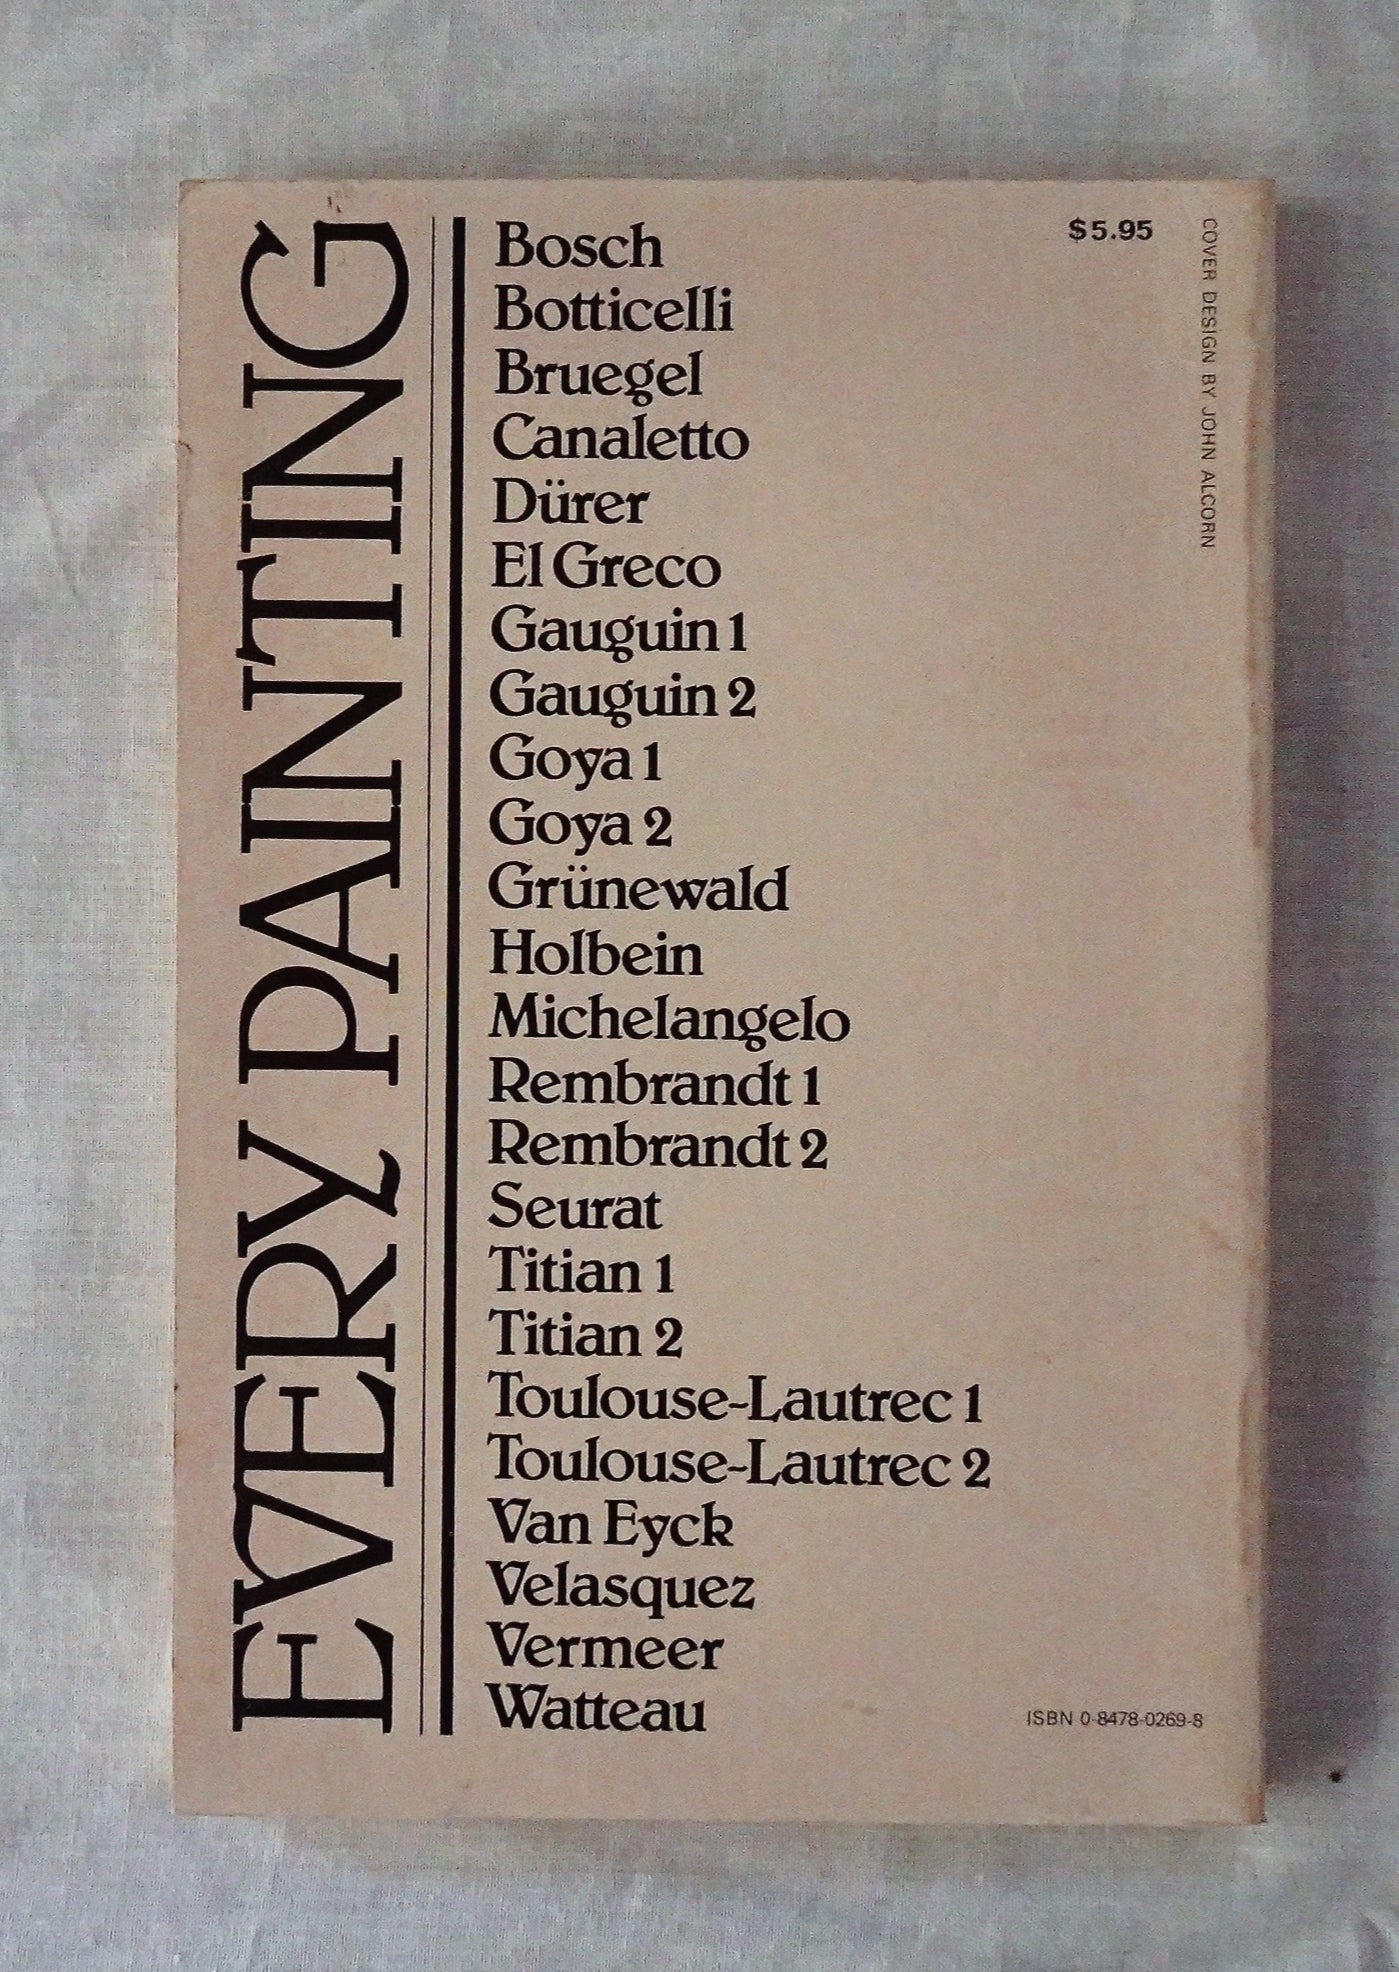 EVERY PAINTING
Bosch
Botticelli
Bruegel
Canaletto
Dürer
El Greco
Gauguin 1
Gauguin 2
Goya 1
Goya 2
Grünewald
Holbein
Michelangelo
Rembrandt 1
Rembrandt 2
Seurat
Titian 1
Titian 2
Toulouse-Lautrec 1
Toulouse-Lautrec 2
Van Eyck
Velasquez
Vermeer
Watteau
$5.95
COVER DESIGN BY JOHN ALCORN
ISBN 0-8478-0269-8